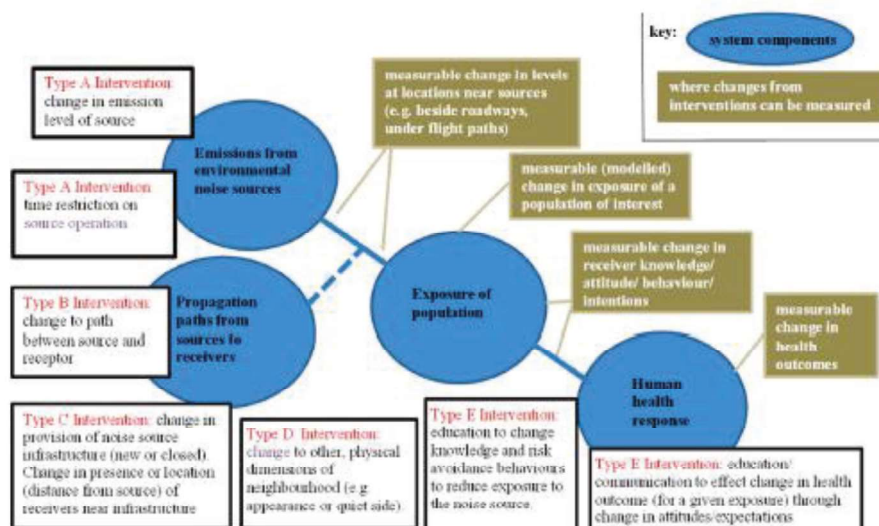 key:
system components
where changes from
interventions can be measured
Type A Intervention:
change in emission
level of source
measurable change in levels
at locations near sources
(e.g. beside roadways,
under flight paths)
Emissions from
environmental
noise sources
measurable (modelled)
change in exposure of a
population of interest
Type A Intervention
time restriction on
source operation
measurable change in
receiver knowledge/
attitude/ behaviour/
intentions
Type B Intervention:
change to path
between source and
receptor
Propagation
paths from
sources to
receivers
Exposure of
population
measurable
change in
health
outcomes
Human
health
response
Type C Intervention: change in
provision of noise source
infrastructure (new or closed).
Change in presence or location
(distance from source) of
receivers near infrastructure
Type D Intervention:
change to other, physical
dimensions of
neighbourhood (e.g
appearance or quiet side).
Type E Intervention:
education to change
knowledge and risk
avoidance behaviours
to reduce exposure to
the noise source.
Type E Intervention: education/
communication to effect change in health
outcome (for a given exposure) through
change in attitudes/expectations